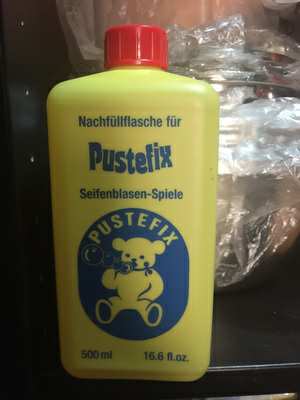 Nachfüllflasche für
Pustefix
Seifenblasen-Spiele
PUSTEFIX
500 ml 16.6 fl.oz.